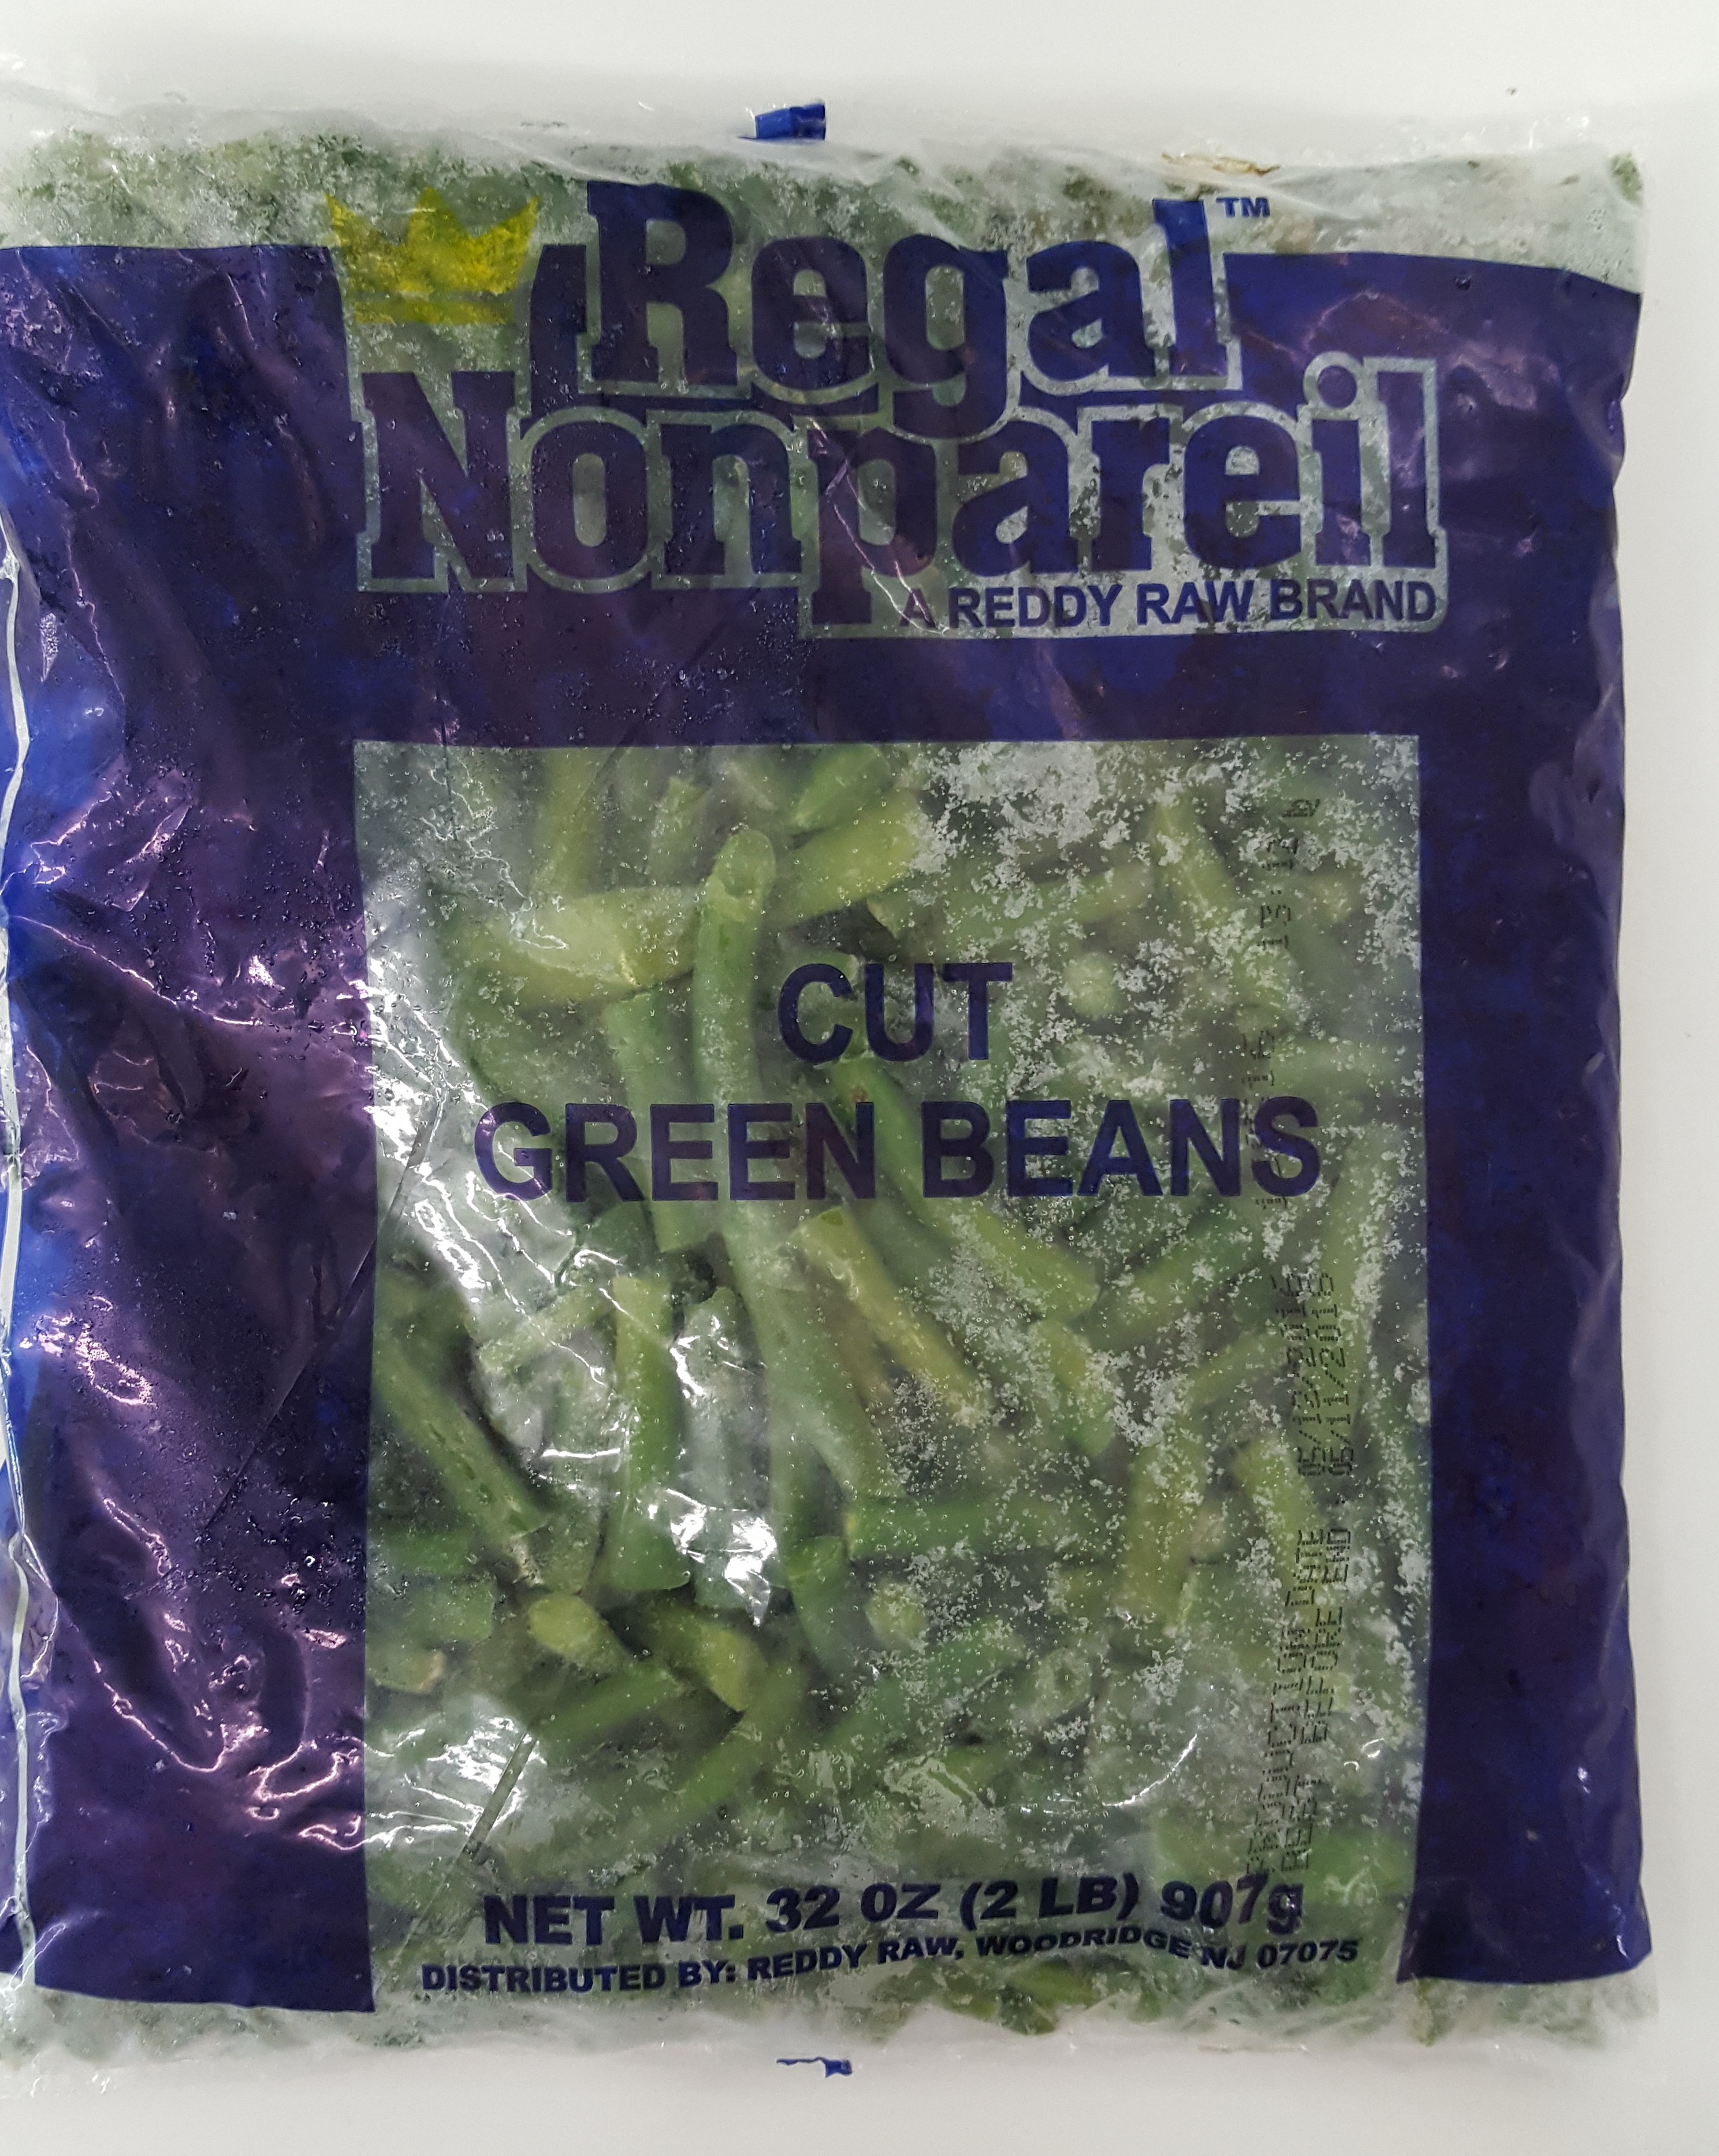 Regal™
Nonpareil
A REDDY RAW BRAND
CUT
GREEN BEANS
NET WT. 32 OZ (2 LB) 907g
DISTRIBUTED BY: REDDY RAW, WOODRIDGE NJ 07075